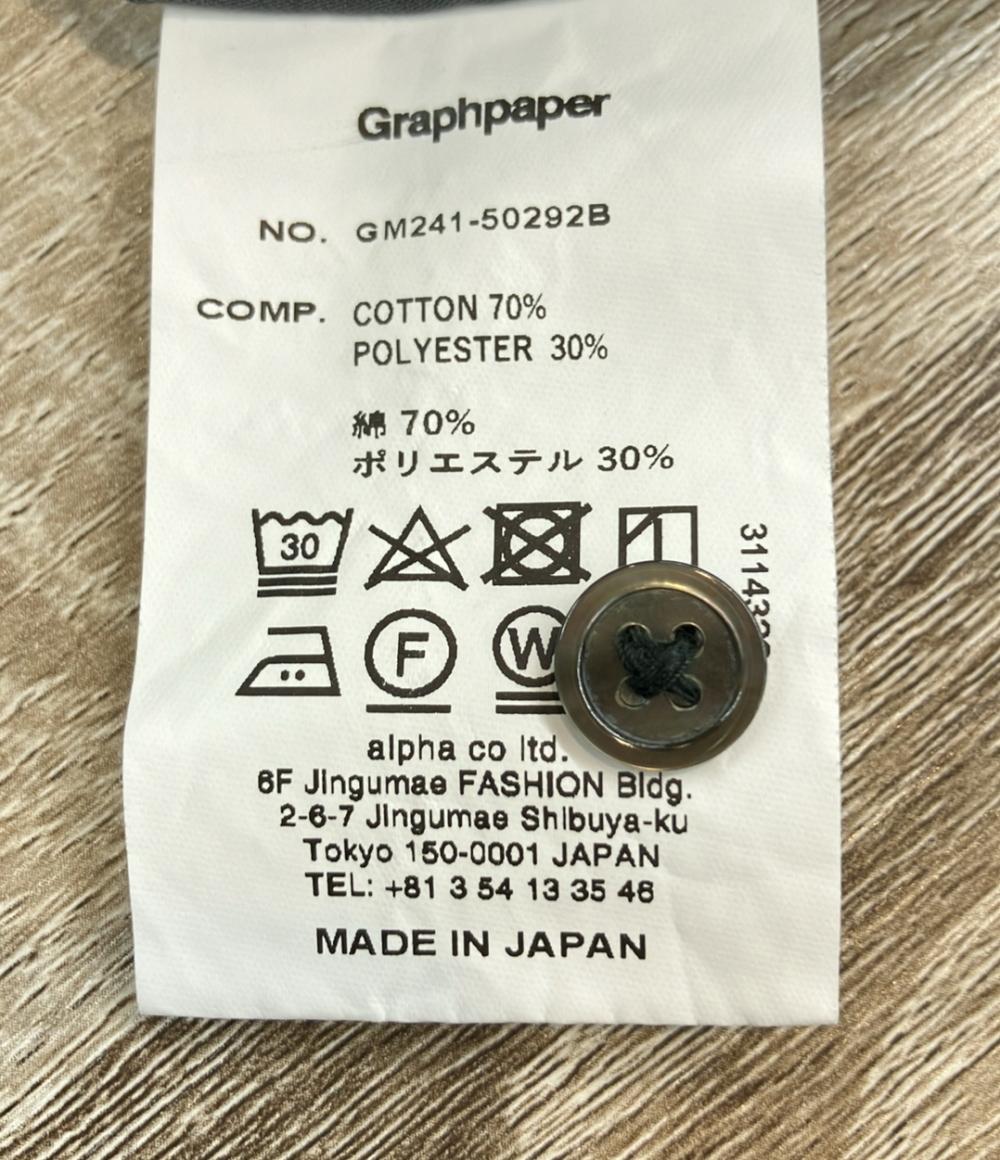 Graphpaper
NO. GM241-50292B
COMP. COTTON 70%
POLYESTER 30%
綿 70%
ポリエステル 30%
30
F
W
alpha co ltd.
6F Jingumae FASHION Bldg.
2-6-7 Jingumae Shibuya-ku
Tokyo 150-0001 JAPAN
TEL: +81 3 54 13 35 46
MADE IN JAPAN